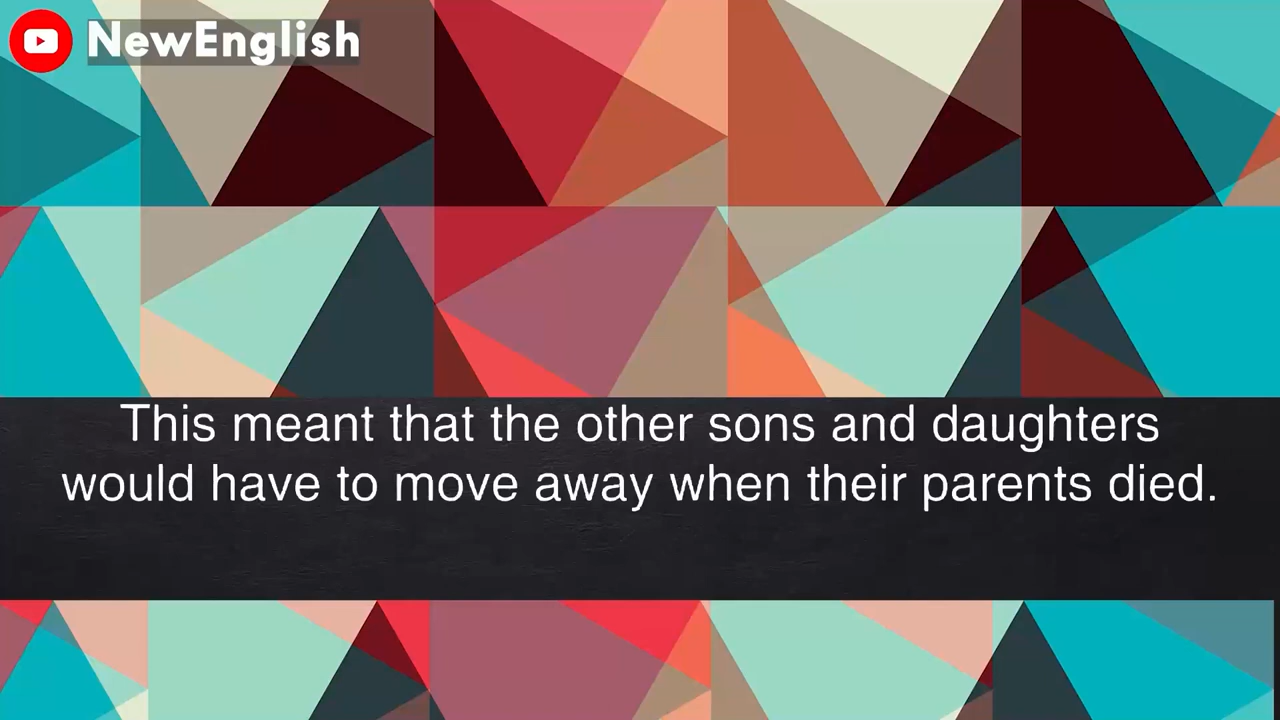 NewEnglish
This meant that the other sons and daughters
would have to move away when their parents died.